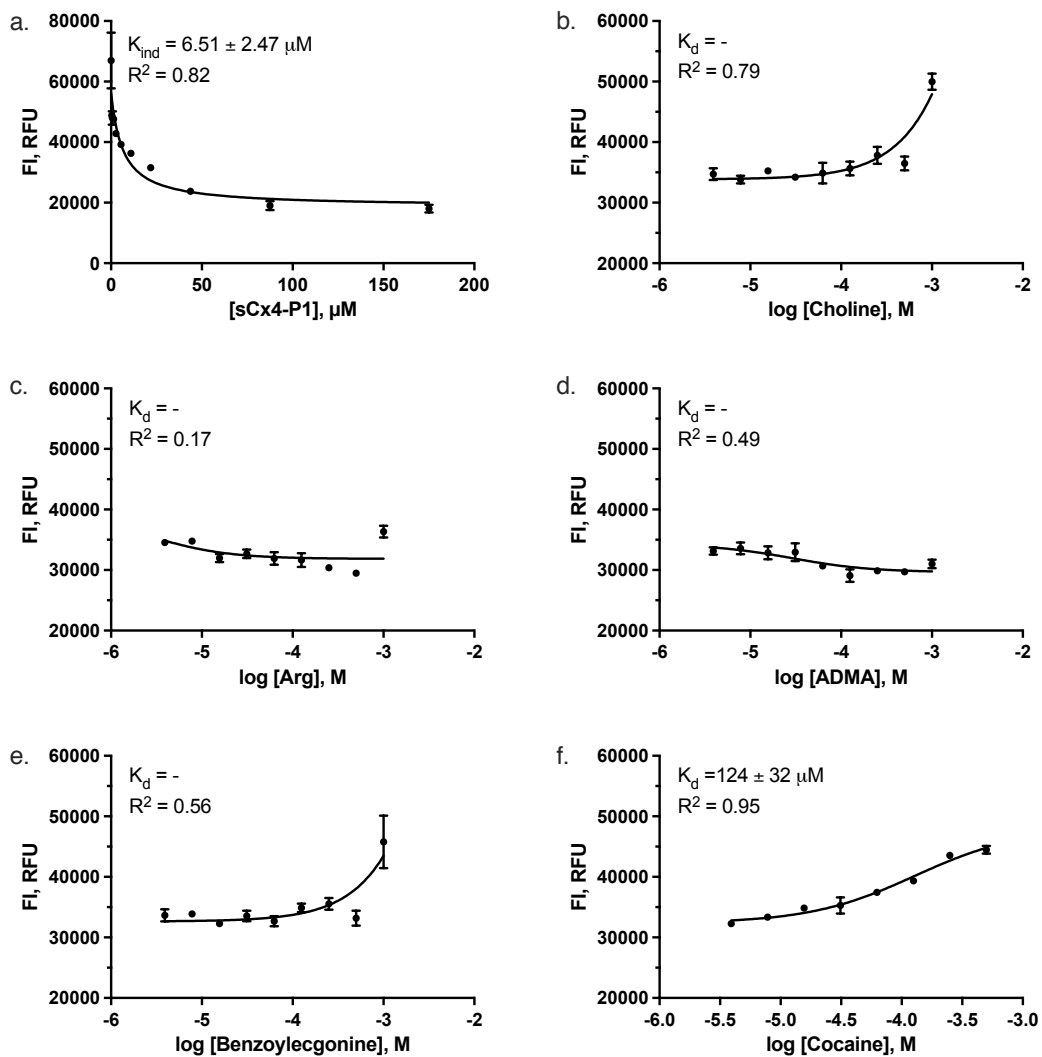 a.
80000
60000
40000
20000
0
FI, RFU
K_ind = 6.51 ± 2.47 μM
R² = 0.82
0 50 100 150 200
[sCx4-P1], μM
b.
60000
50000
40000
30000
20000
FI, RFU
K_d = -
R² = 0.79
-6 -5 -4 -3 -2
log [Choline], M
c.
60000
50000
40000
30000
20000
FI, RFU
K_d = -
R² = 0.17
-6 -5 -4 -3 -2
log [Arg], M
d.
60000
50000
40000
30000
20000
FI, RFU
K_d = -
R² = 0.49
-6 -5 -4 -3 -2
log [ADMA], M
e.
60000
50000
40000
30000
20000
FI, RFU
K_d = -
R² = 0.56
-6 -5 -4 -3 -2
log [Benzoylecgonine], M
f.
60000
50000
40000
30000
20000
FI, RFU
K_d =124 ± 32 μM
R² = 0.95
-6.0 -5.5 -5.0 -4.5 -4.0 -3.5 -3.0
log [Cocaine], M